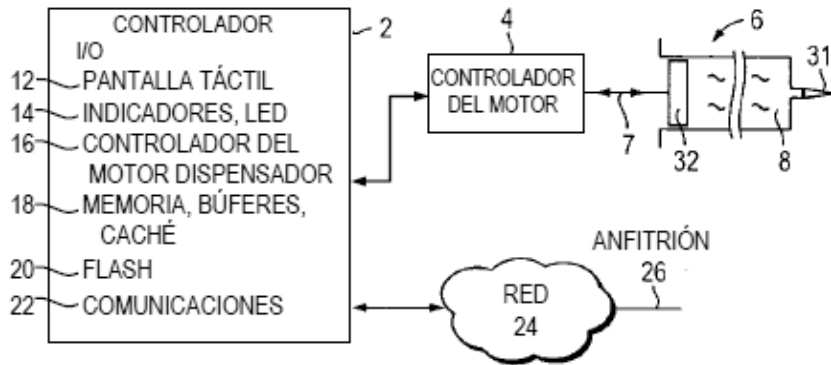 CONTROLADOR
2
I/O
12 PANTALLA TÁCTIL
14 INDICADORES, LED
16 CONTROLADOR DEL
MOTOR DISPENSADOR
18 MEMORIA, BÚFERES,
CACHÉ
20 FLASH
22 COMUNICACIONES
4
CONTROLADOR
DEL MOTOR
6
31
7
32
8
ANFITRIÓN
26
RED
24